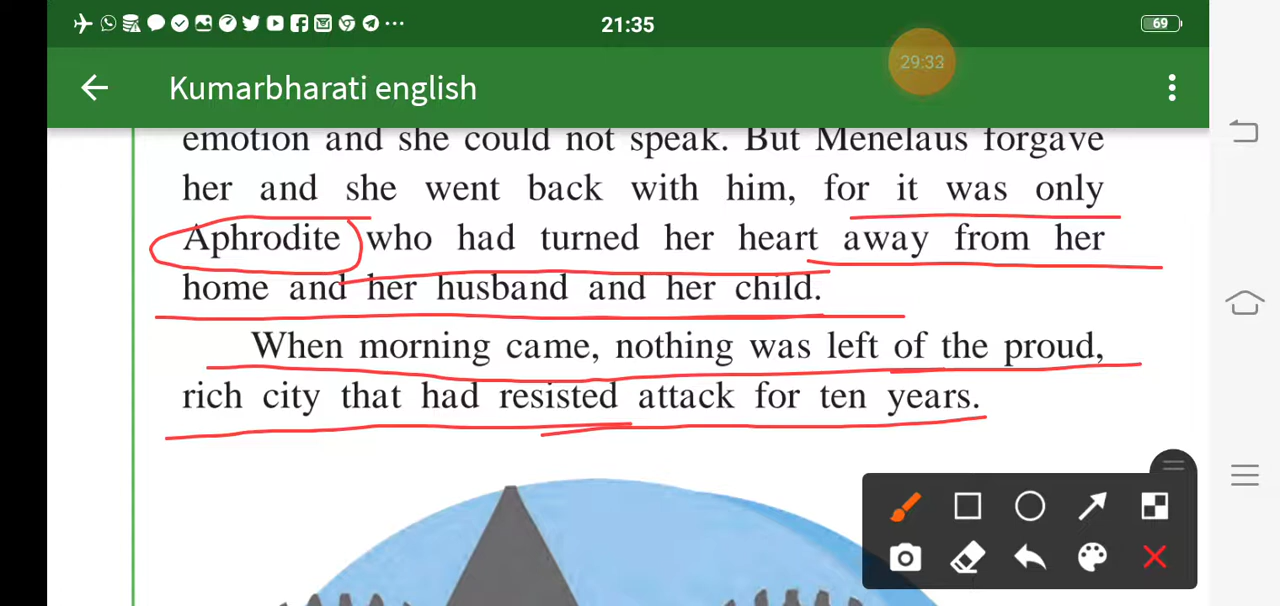 21:35
69
29:33
Kumarbharati english
emotion and she could not speak. But Menelaus forgave
her and she went back with him, for it was only
Aphrodite who had turned her heart away from her
home and her husband and her child.
When morning came, nothing was left of the proud,
rich city that had resisted attack for ten years.